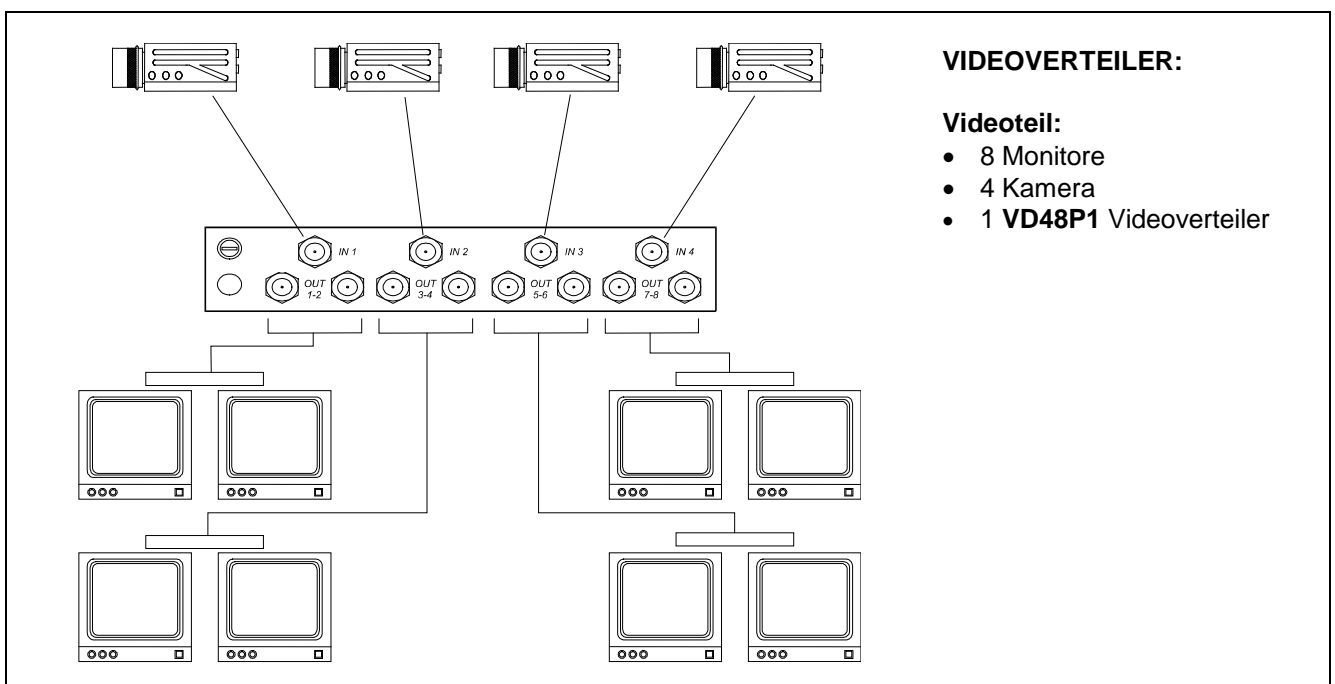 VIDEOVERTEILER:
Videoteil:
• 8 Monitore
• 4 Kamera
• 1 VD48P1 Videoverteiler
IN 1
IN 2
IN 3
IN 4
OUT
1-2
OUT
3-4
OUT
5-6
OUT
7-8